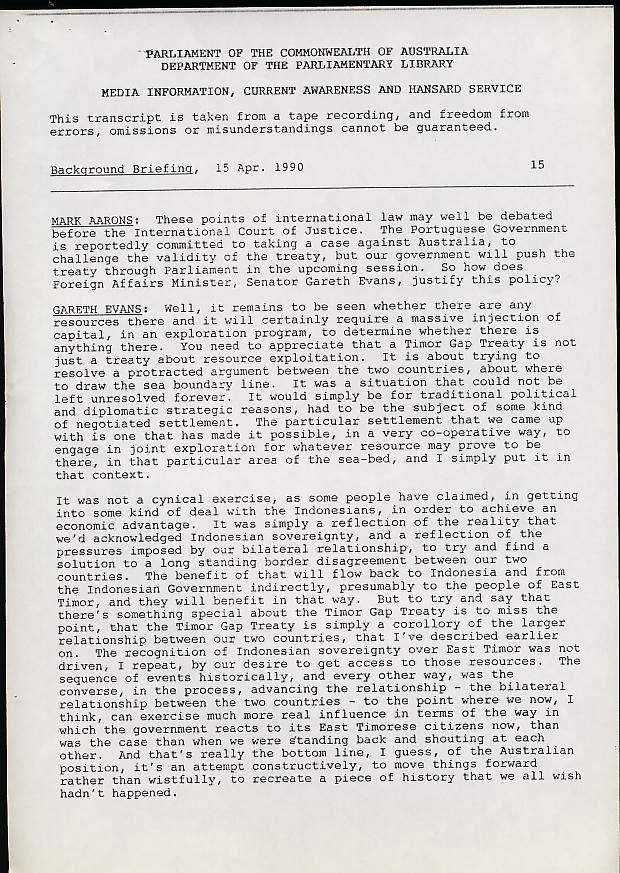 PARLIAMENT OF THE COMMONWEALTH OF AUSTRALIA
DEPARTMENT OF THE PARLIAMENTARY LIBRARY
MEDIA INFORMATION, CURRENT AWARENESS AND HANSARD SERVICE
This transcript is taken from a tape recording, and freedom from
errors, omissions or misunderstandings cannot be guaranteed.
Background Briefing, 15 Apr. 1990 15
MARK AARONS: These points of international law may well be debated
before the International Court of Justice. The Portuguese Government
is reportedly committed to taking a case against Australia, to
challenge the validity of the treaty, but our government will push the
treaty through Parliament in the upcoming session. So how does
Foreign Affairs Minister, Senator Gareth Evans, justify this policy?
GARETH EVANS: Well, it remains to be seen whether there are any
resources there and it will certainly require a massive injection of
capital, in an exploration program, to determine whether there is
anything there. You need to appreciate that a Timor Gap Treaty is not
just a treaty about resource exploitation. It is about trying to
resolve a protracted argument between the two countries, about where
to draw the sea boundary line. It was a situation that could not be
left unresolved forever. It would simply be for traditional political
and diplomatic strategic reasons, had to be the subject of some kind
of negotiated settlement. The particular settlement that we came up
with is one that has made it possible, in a very co-operative way, to
engage in joint exploration for whatever resource may prove to be
there, in that particular area of the sea-bed, and I simply put it in
that context.
It was not a cynical exercise, as some people have claimed, in getting
into some kind of deal with the Indonesians, in order to achieve an
economic advantage. It was simply a reflection of the reality that
we'd acknowledged Indonesian sovereignty, and a reflection of the
pressures imposed by our bilateral relationship, to try and find a
solution to a long standing border disagreement between our two
countries. The benefit of that will flow back to Indonesia and from
the Indonesian Government indirectly, presumably to the people of East
Timor, and they will benefit in that way. But to try and say that
there's something special about the Timor Gap Treaty is to miss the
point, that the Timor Gap Treaty is simply a corollory of the larger
relationship between our two countries, that I've described earlier
on. The recognition of Indonesian sovereignty over East Timor was not
driven, I repeat, by our desire to get access to those resources. The
sequence of events historically, and every other way, was the
converse, in the process, advancing the relationship - the bilateral
relationship between the two countries - to the point where we now, I
think, can exercise much more real influence in terms of the way in
which the government reacts to its East Timorese citizens now, than
was the case than when we were standing back and shouting at each
other. And that's really the bottom line, I guess, of the Australian
position, it's an attempt constructively, to move things forward
rather than wistfully, to recreate a piece of history that we all wish
hadn't happened.